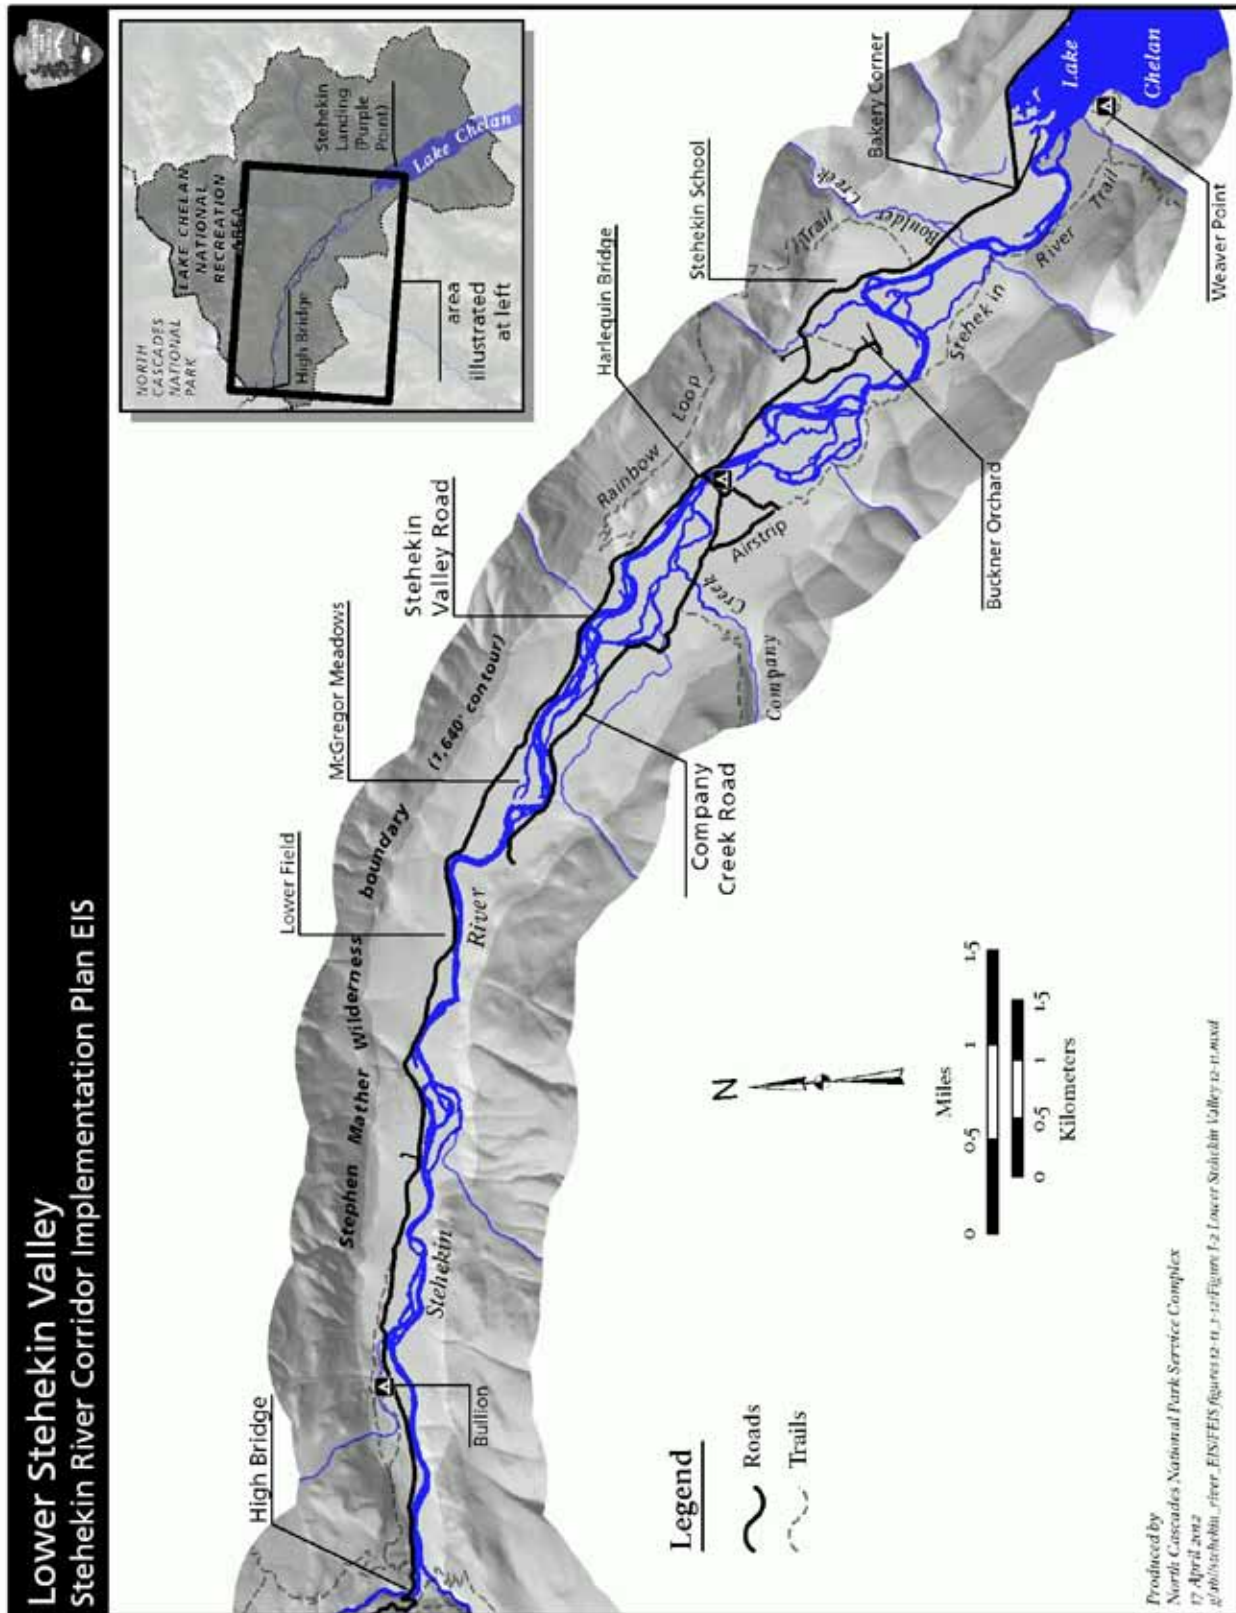 Lower Stehekin Valley
Stehekin River Corridor Implementation Plan EIS
NORTH
CASCADES
NATIONAL
PARK
LAKE CHELAN
NATIONAL
RECREATION
AREA
High Bridge
Stehekin
Landing
(Purple
Point)
Lake Chelan
area
illustrated
at left
High Bridge
Bullion
Stephen Mather Wilderness boundary (1,640' contour)
Lower Field
McGregor Meadows
Stehekin
Valley Road
Harlequin Bridge
Stehekin School
Bakery Corner
Rainbow Loop
Trail
Boulder Creek
Lake
Chelan
Stehekin
River
Company
Creek Road
Company
Creek
Airstrip
Buckner Orchard
Stehekin
River
Trail
Weaver Point
Legend
Roads
Trails
N
Miles
0 0.5 1 1.5
0 0.5 1 1.5
Kilometers
Produced by
North Cascades National Park Service Complex
17 April 2012